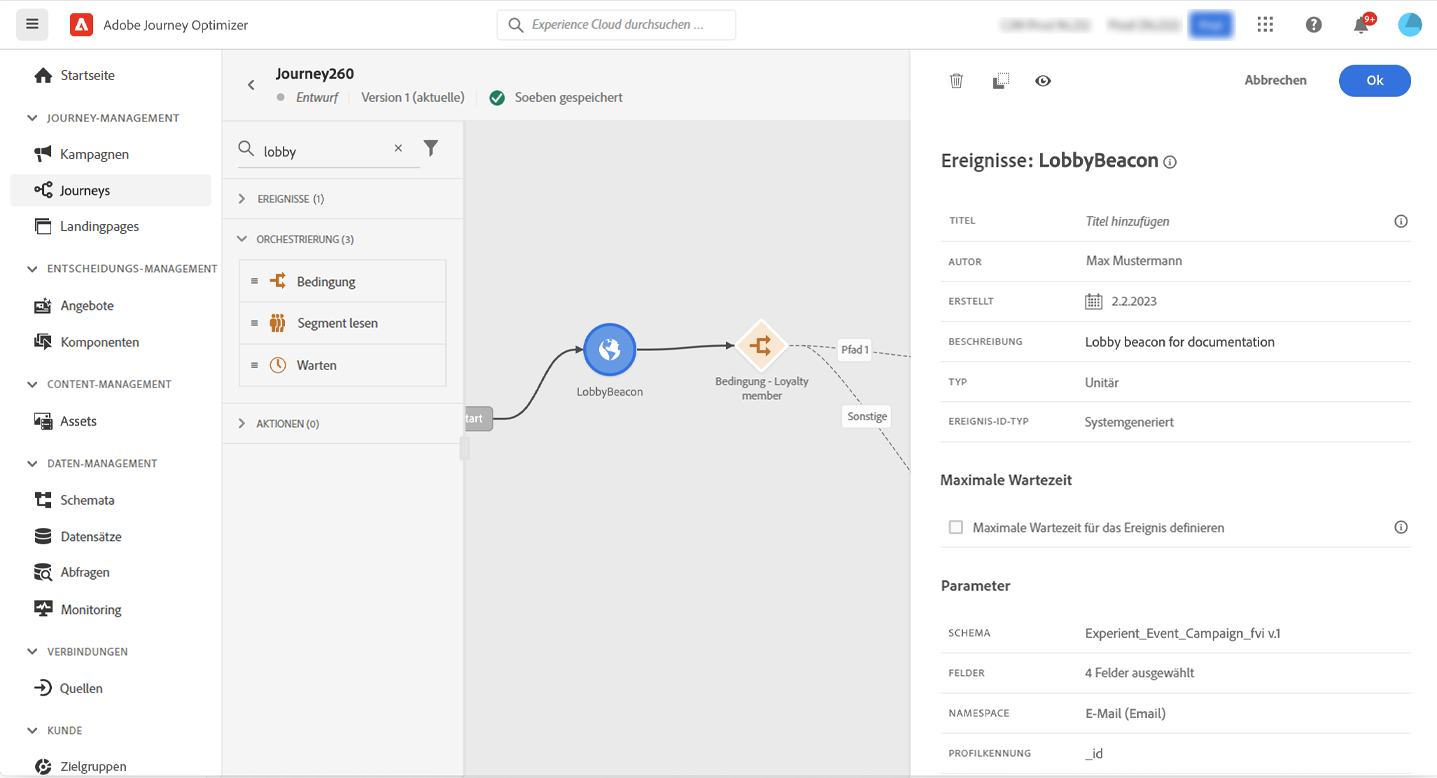 Adobe Journey Optimizer
Experience Cloud durchsuchen ...
9+
Startseite
JOURNEY-MANAGEMENT
Kampagnen
Journeys
Landingpages
ENTSCHEIDUNGS-MANAGEMENT
Angebote
Komponenten
CONTENT-MANAGEMENT
Assets
DATEN-MANAGEMENT
Schemata
Datensätze
Abfragen
Monitoring
VERBINDUNGEN
Quellen
KUNDE
Zielgruppen
Journey260
Entwurf
Version 1 (aktuelle)
Soeben gespeichert
lobby
EREIGNISSE (1)
ORCHESTRIERUNG (3)
Bedingung
Segment lesen
Warten
AKTIONEN (0)
tart
LobbyBeacon
Bedingung - Loyalty
member
Pfad 1
Sonstige
Abbrechen
Ok
Ereignisse: LobbyBeacon
TITEL Titel hinzufügen
AUTOR Max Mustermann
ERSTELLT 2.2.2023
BESCHREIBUNG Lobby beacon for documentation
TYP Unitär
EREIGNIS-ID-TYP Systemgeneriert
Maximale Wartezeit
Maximale Wartezeit für das Ereignis definieren
Parameter
SCHEMA Experient_Event_Campaign_fvi v.1
FELDER 4 Felder ausgewählt
NAMESPACE E-Mail (Email)
PROFILKENNUNG _id